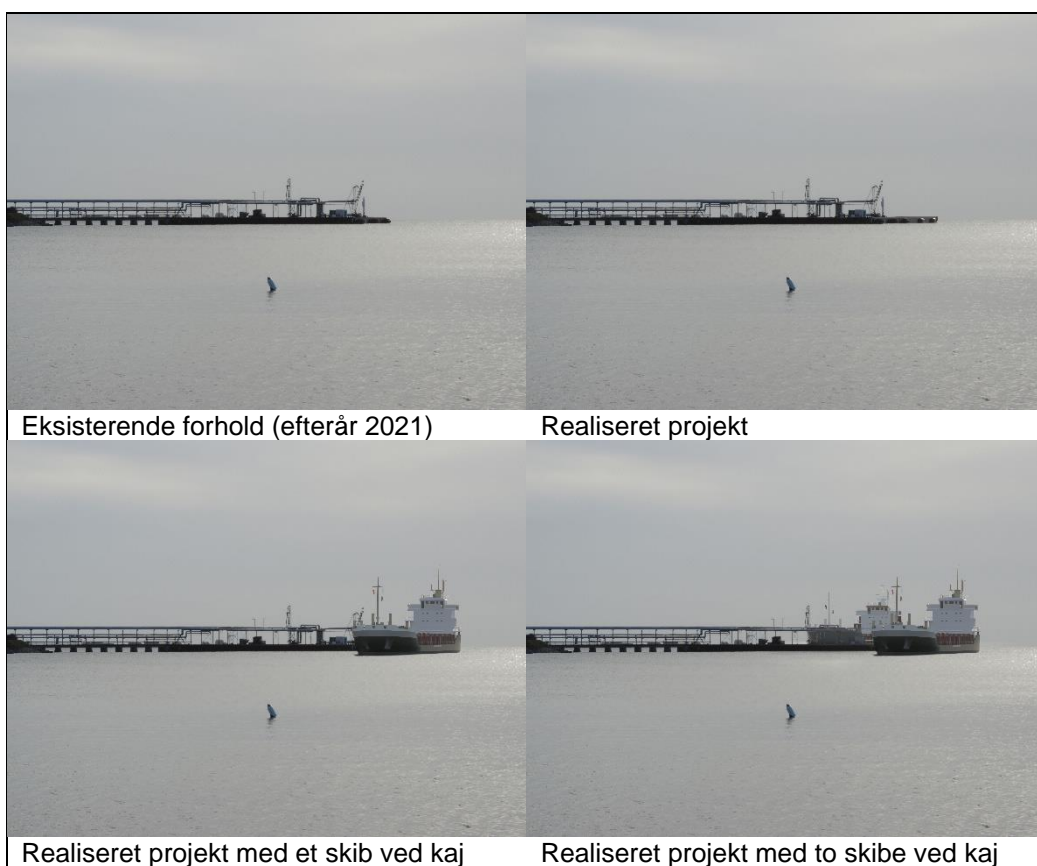 Eksisterende forhold (efterår 2021)
Realiseret projekt
Realiseret projekt med et skib ved kaj
Realiseret projekt med to skibe ved kaj